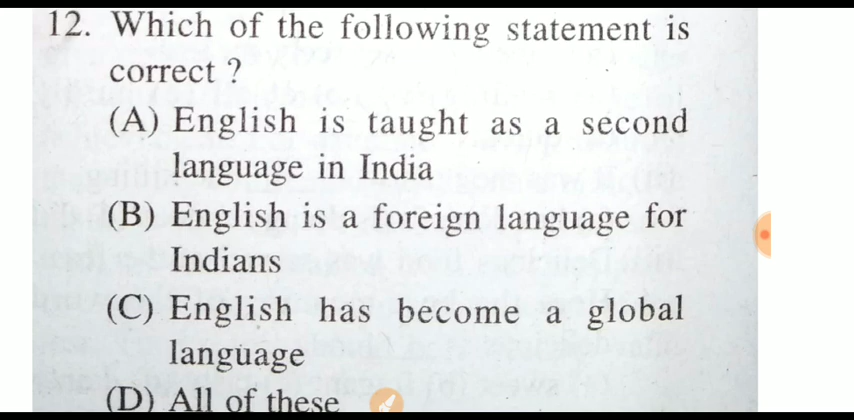 12. Which of the following statement is
correct ?
(A) English is taught as a second
language in India
(B) English is a foreign language for
Indians
(C) English has become a global
language
(D) All of these